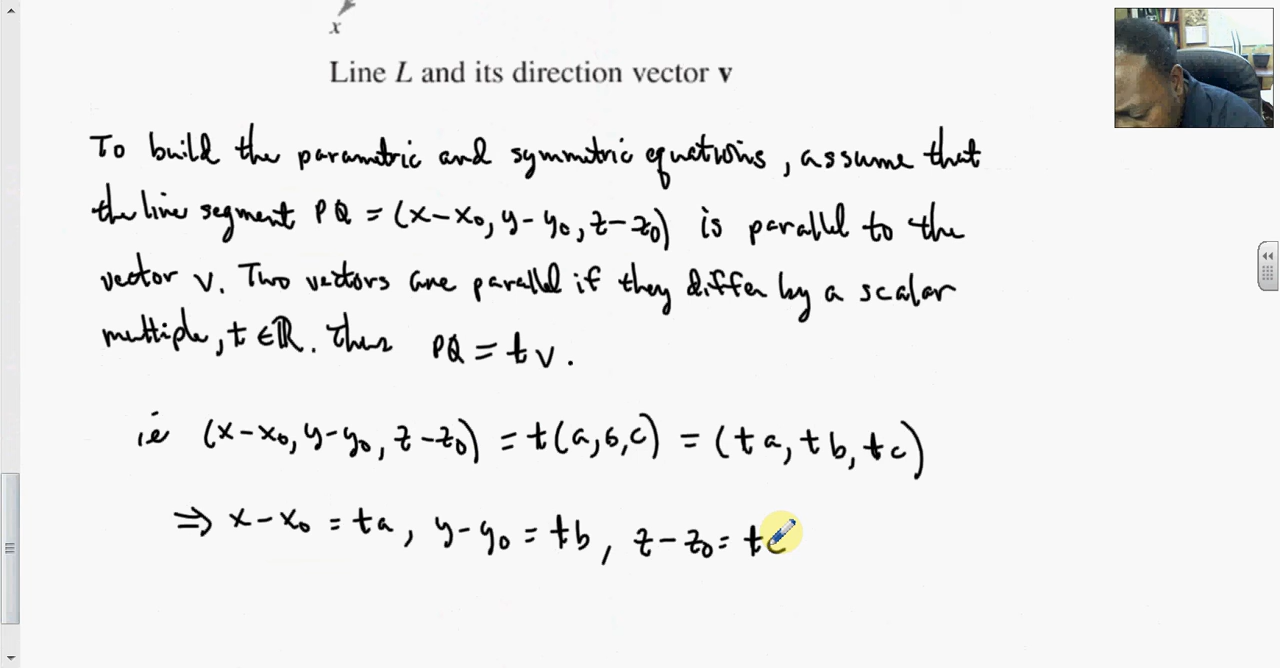 x
Line L and its direction vector v
To build the parametric and symmetric equations, assume that
the line segment PQ = (x-x₀, y-y₀, z-z₀) is parallel to the
vector v. Two vectors are parallel if they differ by a scalar
multiple, t ∈ ℝ. Thus PQ = tv.
ie (x-x₀, y-y₀, z-z₀) = t(a, b, c) = (ta, tb, tc)
⇒ x-x₀ = ta, y-y₀ = tb, z-z₀ = tc